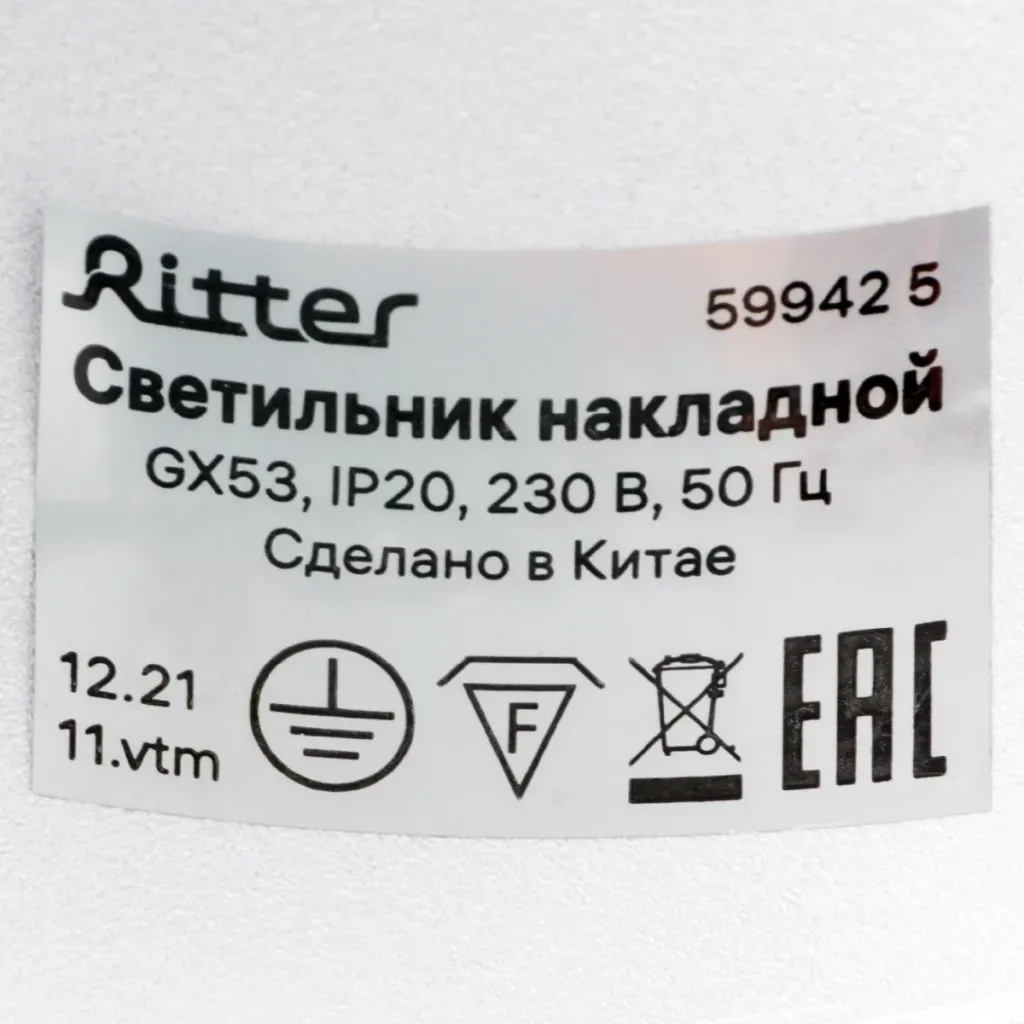 Ritter 59942 5
Светильник накладной
GX53, IP20, 230 В, 50 Гц
Сделано в Китае
12.21
11.vtm
F
EAC